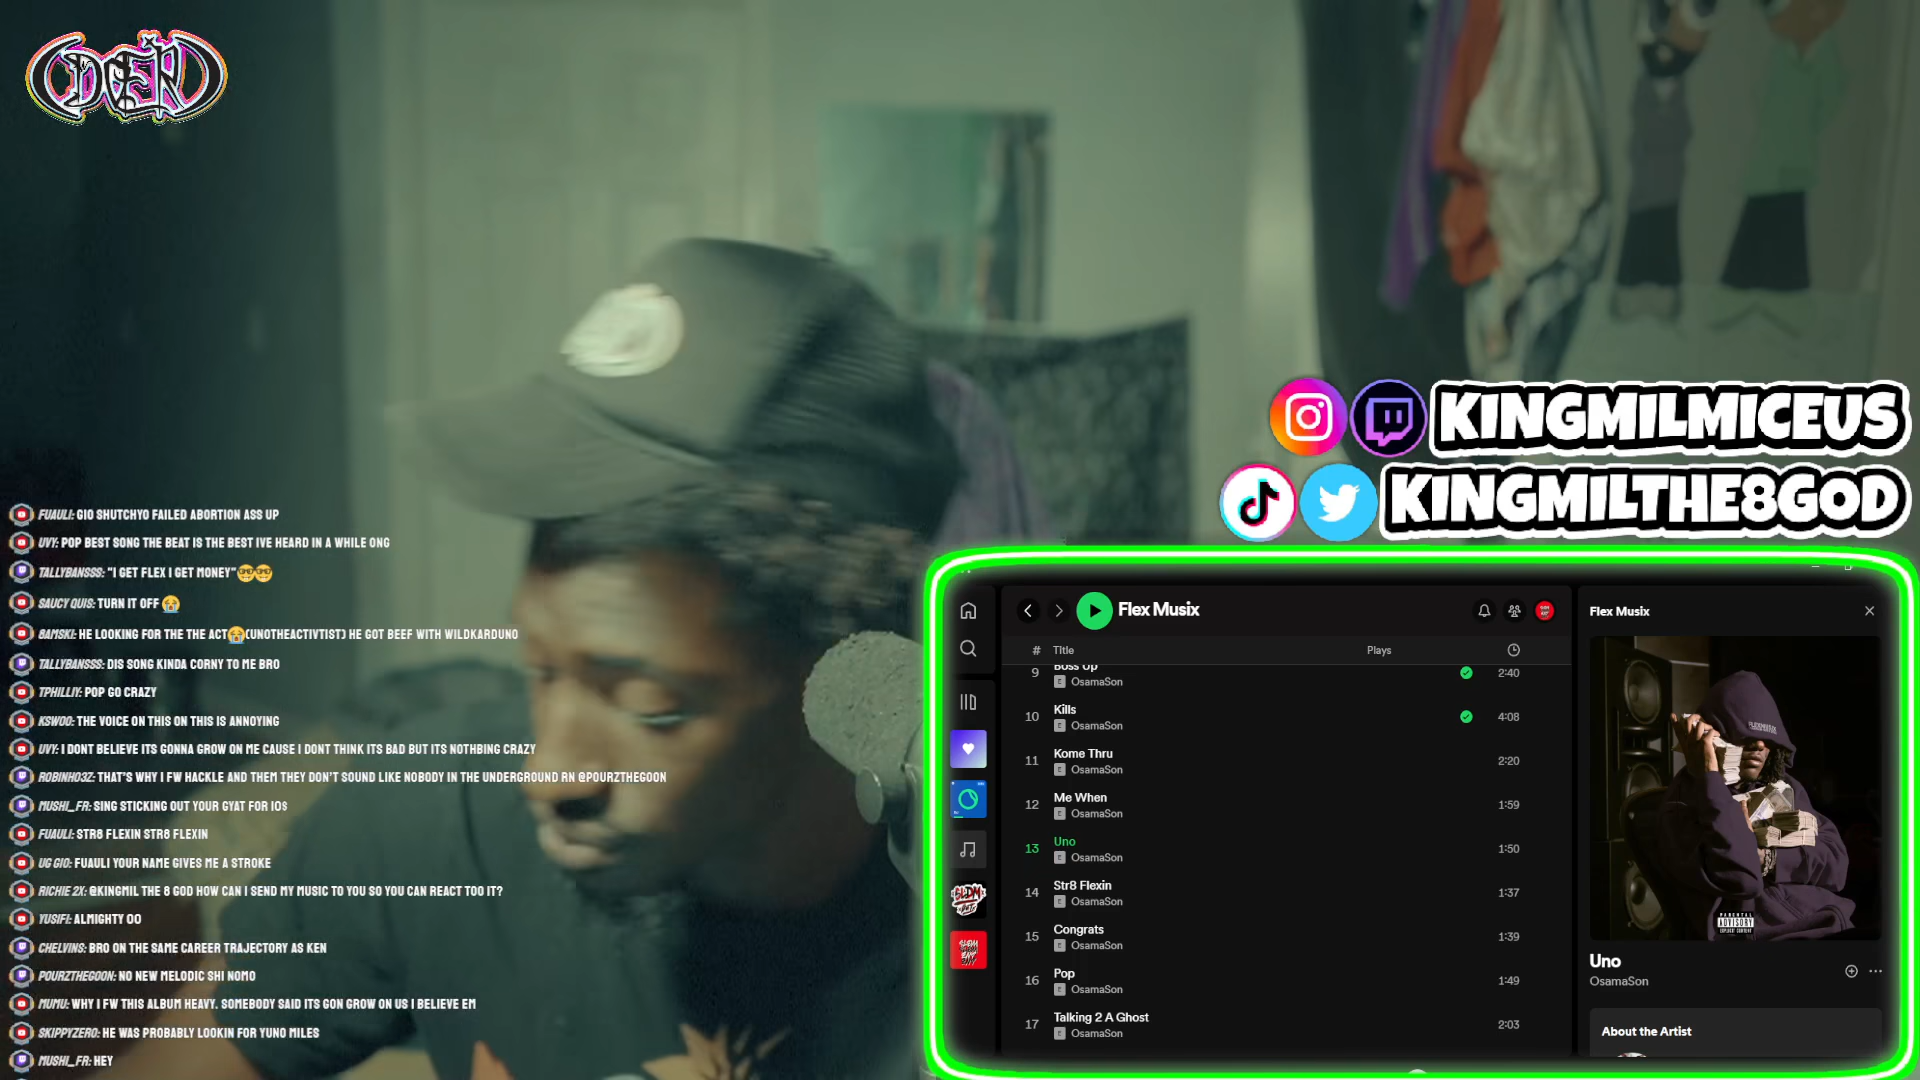 DGER
KINGMILMICEUS
KINGMILTHE8GOD
FUAULI: GIO SHUTCHYO FAILED ABORTION ASS UP
UVY: POP BEST SONG THE BEAT IS THE BEST IVE HEARD IN A WHILE ONG
TALLYBANSSS: "I GET FLEX I GET MONEY"🤓🤓
SAUCY QUIS: TURN IT OFF 😭
BAMSKI: HE LOOKING FOR THE THE ACT😭(UNOTHEACTIVTIST) HE GOT BEEF WITH WILDKARDUNO
TALLYBANSSS: DIS SONG KINDA CORNY TO ME BRO
TPHILLIY: POP GO CRAZY
KSWOO: THE VOICE ON THIS ON THIS IS ANNOYING
UVY: I DONT BELIEVE ITS GONNA GROW ON ME CAUSE I DONT THINK ITS BAD BUT ITS NOTHBING CRAZY
ROBINHO3Z: THAT'S WHY I FW HACKLE AND THEM THEY DON'T SOUND LIKE NOBODY IN THE UNDERGROUND RN @POURZTHEGOON
MUSHI_FR: SING STICKING OUT YOUR GYAT FOR IOS
FUAULI: STR8 FLEXIN STR8 FLEXIN
UG GIO: FUAULI YOUR NAME GIVES ME A STROKE
RICHIE 2X: @KINGMIL THE 8 GOD HOW CAN I SEND MY MUSIC TO YOU SO YOU CAN REACT TOO IT?
YUSIFI: ALMIGHTY OO
CHELVINS: BRO ON THE SAME CAREER TRAJECTORY AS KEN
POURZTHEGOON: NO NEW MELODIC SHI NOMO
MUMU: WHY I FW THIS ALBUM HEAVY. SOMEBODY SAID ITS GON GROW ON US I BELIEVE EM
SKIPPYZERO: HE WAS PROBABLY LOOKIN FOR YUNO MILES
MUSHI_FR: HEY
Flex Musix
# Title Plays
9 Boss Up 2:40
E OsamaSon
10 Kills 4:08
E OsamaSon
11 Kome Thru 2:20
E OsamaSon
12 Me When 1:59
E OsamaSon
13 Uno 1:50
E OsamaSon
14 Str8 Flexin 1:37
E OsamaSon
15 Congrats 1:39
E OsamaSon
16 Pop 1:49
E OsamaSon
17 Talking 2 A Ghost 2:03
E OsamaSon
Flex Musix
PARENTAL
ADVISORY
EXPLICIT CONTENT
Uno
OsamaSon
About the Artist